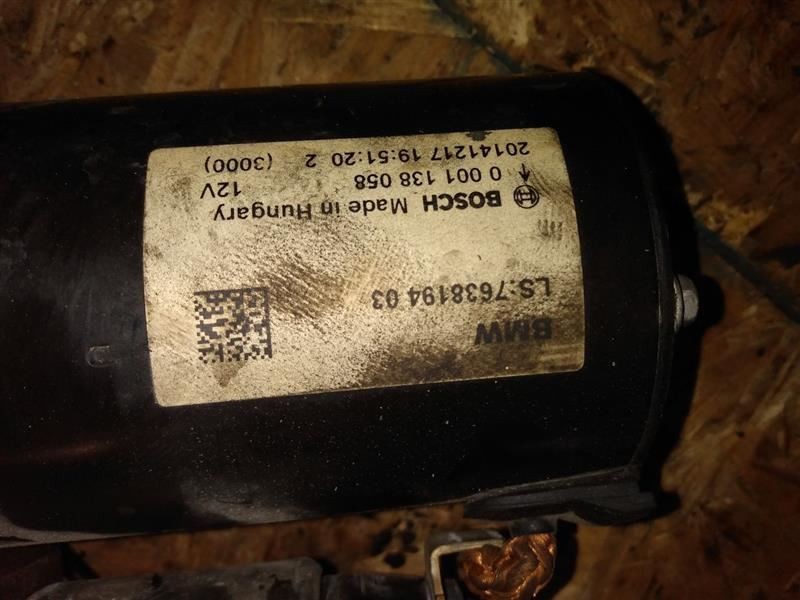 BMW
LS:7638194 03
BOSCH Made in Hungary
0 001 138 058 12V
20141217 19:51:20 2 (3000)